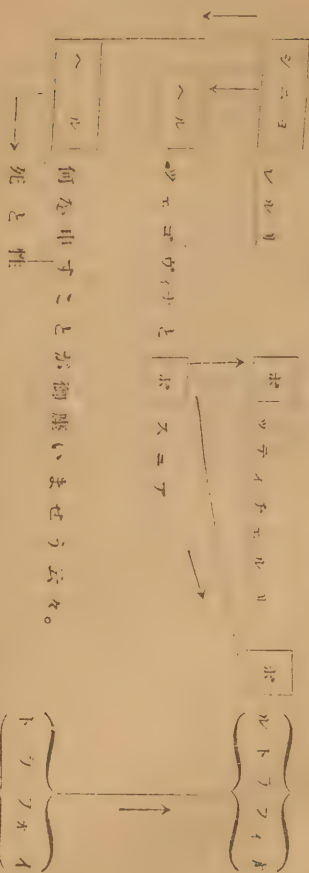 シニヨ レルリ ボ ッティチェルリ ボ ルトラフィオ
ヘル ツェゴヴィナと ボ スニア
ヘル 何を申すことが御座いませう云々。
死と性 トラフォイ